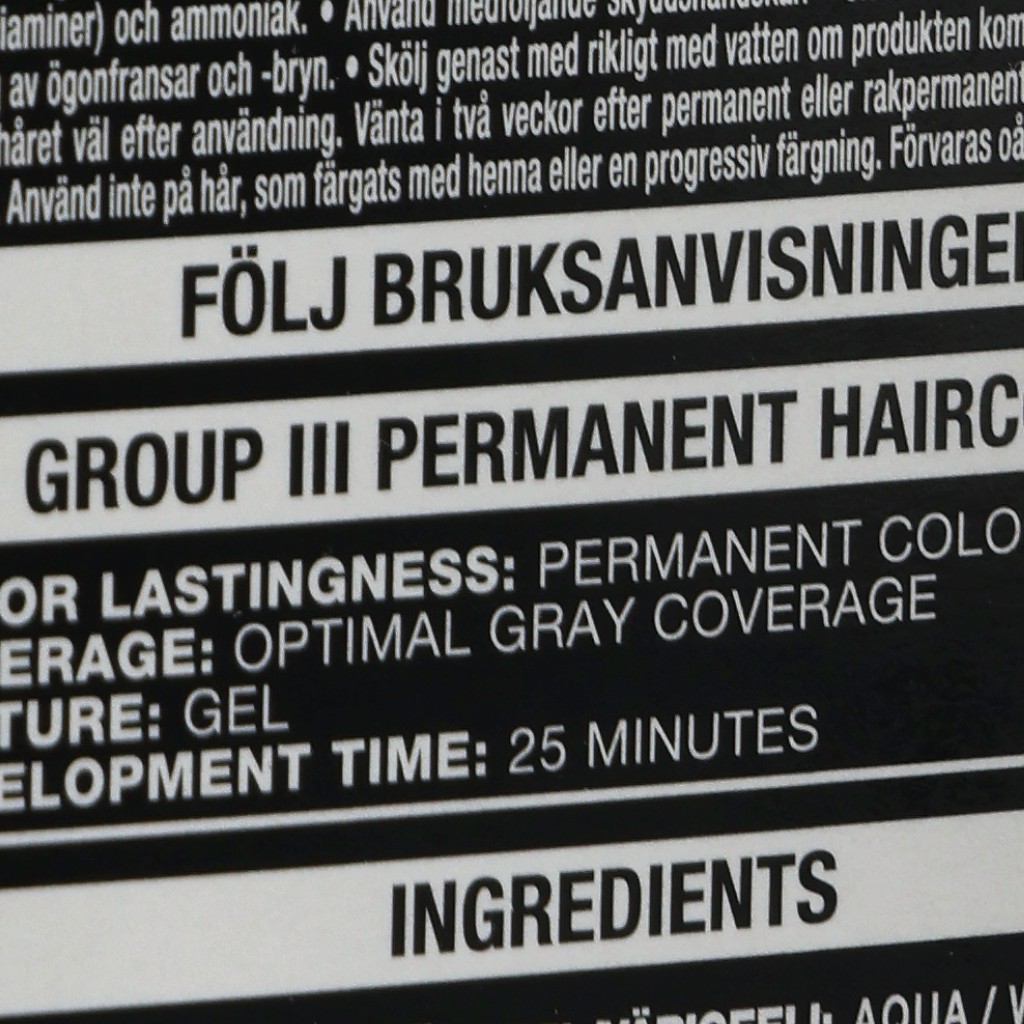 iaminer) och ammoniak. • Använd medföljande skyddshandskar.
av ögonfransar och -bryn. • Skölj genast med rikligt med vatten om produkten kom
håret väl efter användning. Vänta i två veckor efter permanent eller rakpermanent
Använd inte på hår, som färgats med henna eller en progressiv färgning. Förvaras oå
FÖLJ BRUKSANVISNINGE
GROUP III PERMANENT HAIRC
OR LASTINGNESS: PERMANENT COLO
ERAGE: OPTIMAL GRAY COVERAGE
TURE: GEL
ELOPMENT TIME: 25 MINUTES
INGREDIENTS
AQUA / W